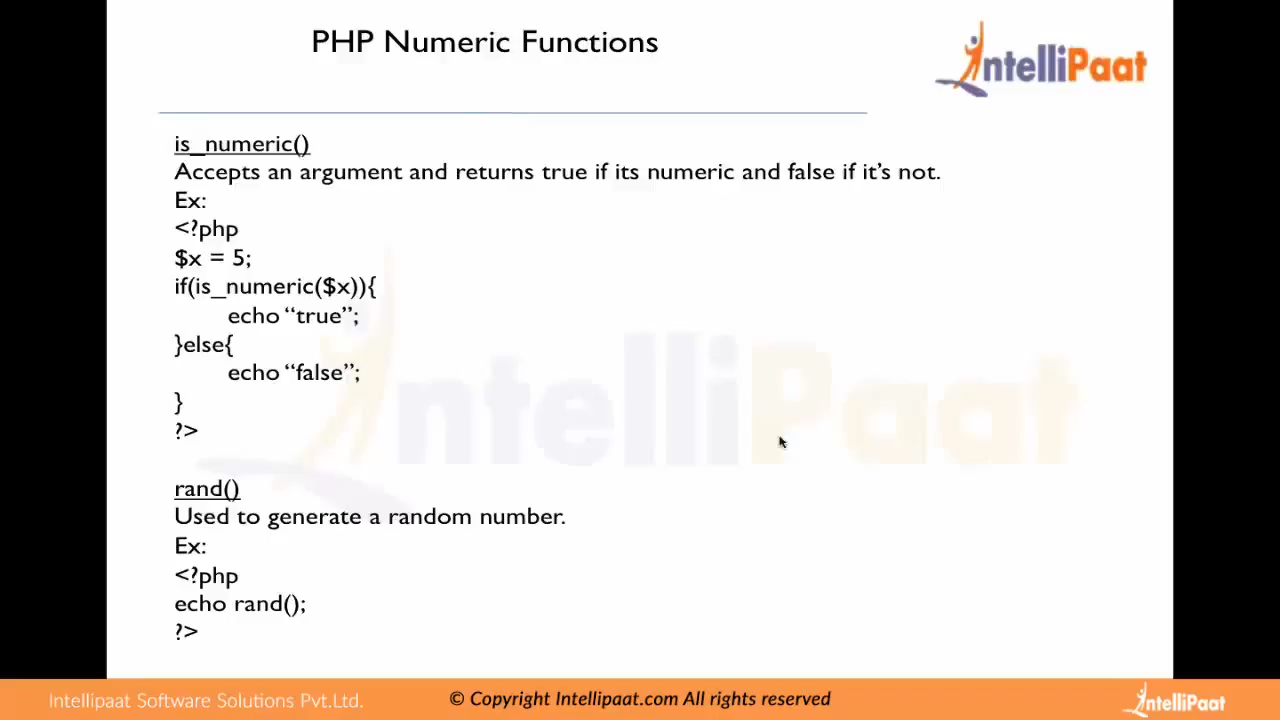 PHP Numeric Functions
IntelliPaat
is_numeric()
Accepts an argument and returns true if its numeric and false if it’s not.
Ex:
<?php
$x = 5;
if(is_numeric($x)){
echo “true”;
}else{
echo “false”;
}
?>
IntelliPaat
rand()
Used to generate a random number.
Ex:
<?php
echo rand();
?>
Intellipaat Software Solutions Pvt.Ltd.
© Copyright Intellipaat.com All rights reserved
IntelliPaat